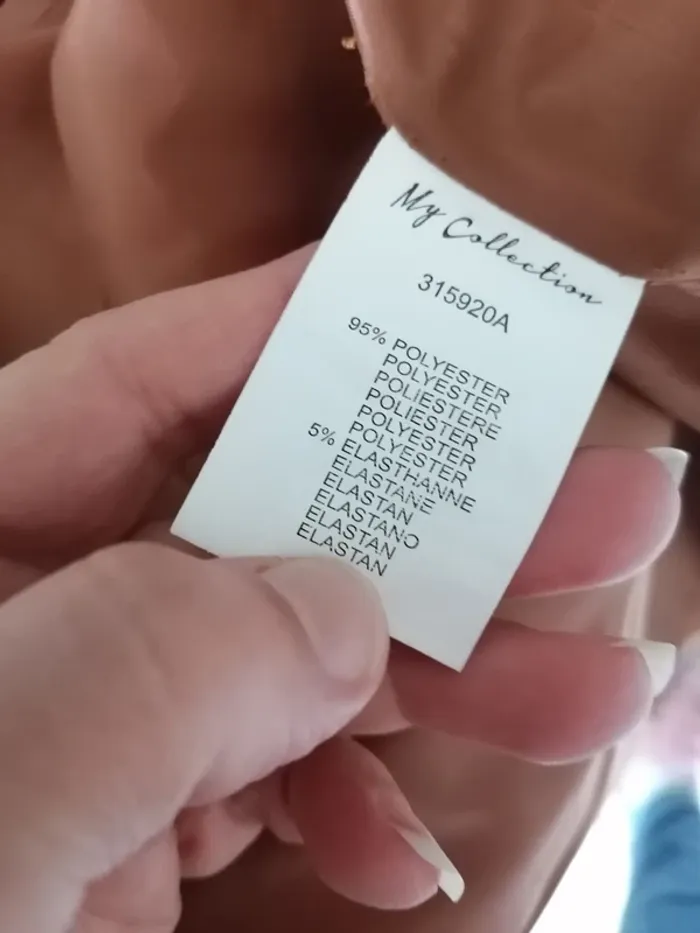 My Collection
315920A
95% POLYESTER
POLYESTER
POLIESTERE
POLIESTER
POLYESTER
POLYESTER
5% ELASTHANNE
ELASTANE
ELASTAN
ELASTANO
ELASTAN
ELASTAN